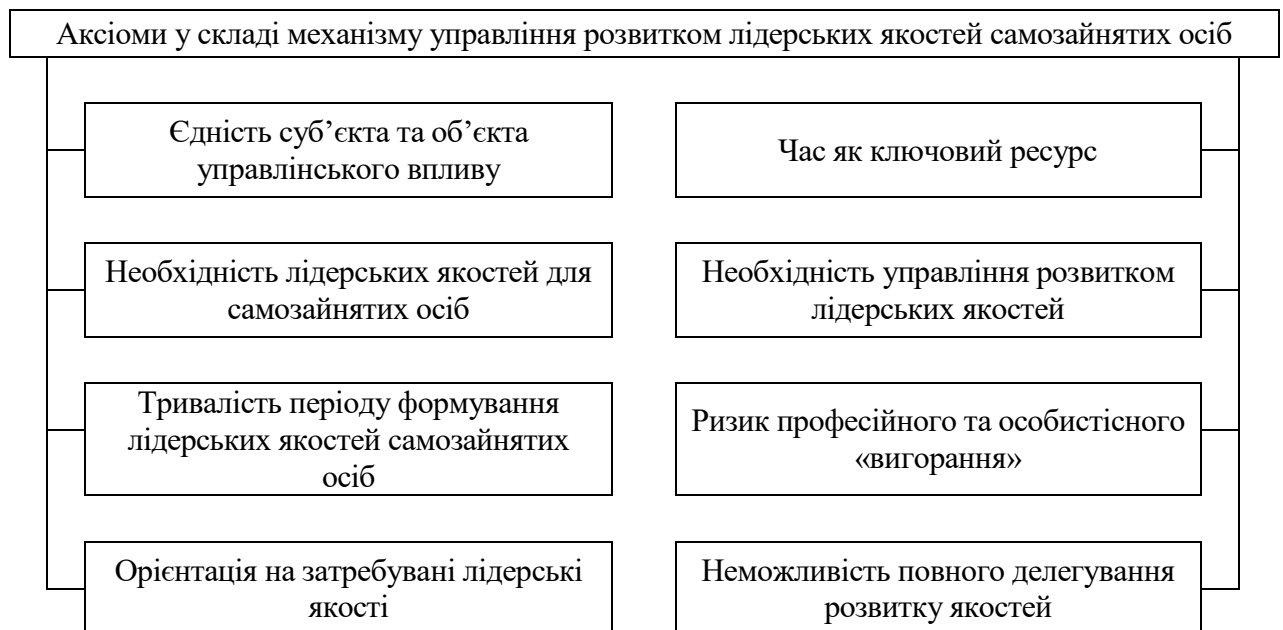 Аксіоми у складі механізму управління розвитком лідерських якостей самозайнятих осіб
Єдність суб’єкта та об’єкта
управлінського впливу
Час як ключовий ресурс
Необхідність лідерських якостей для
самозайнятих осіб
Необхідність управління розвитком
лідерських якостей
Тривалість періоду формування
лідерських якостей самозайнятих
осіб
Ризик професійного та особистісного
«вигорання»
Орієнтація на затребувані лідерські
якості
Неможливість повного делегування
розвитку якостей